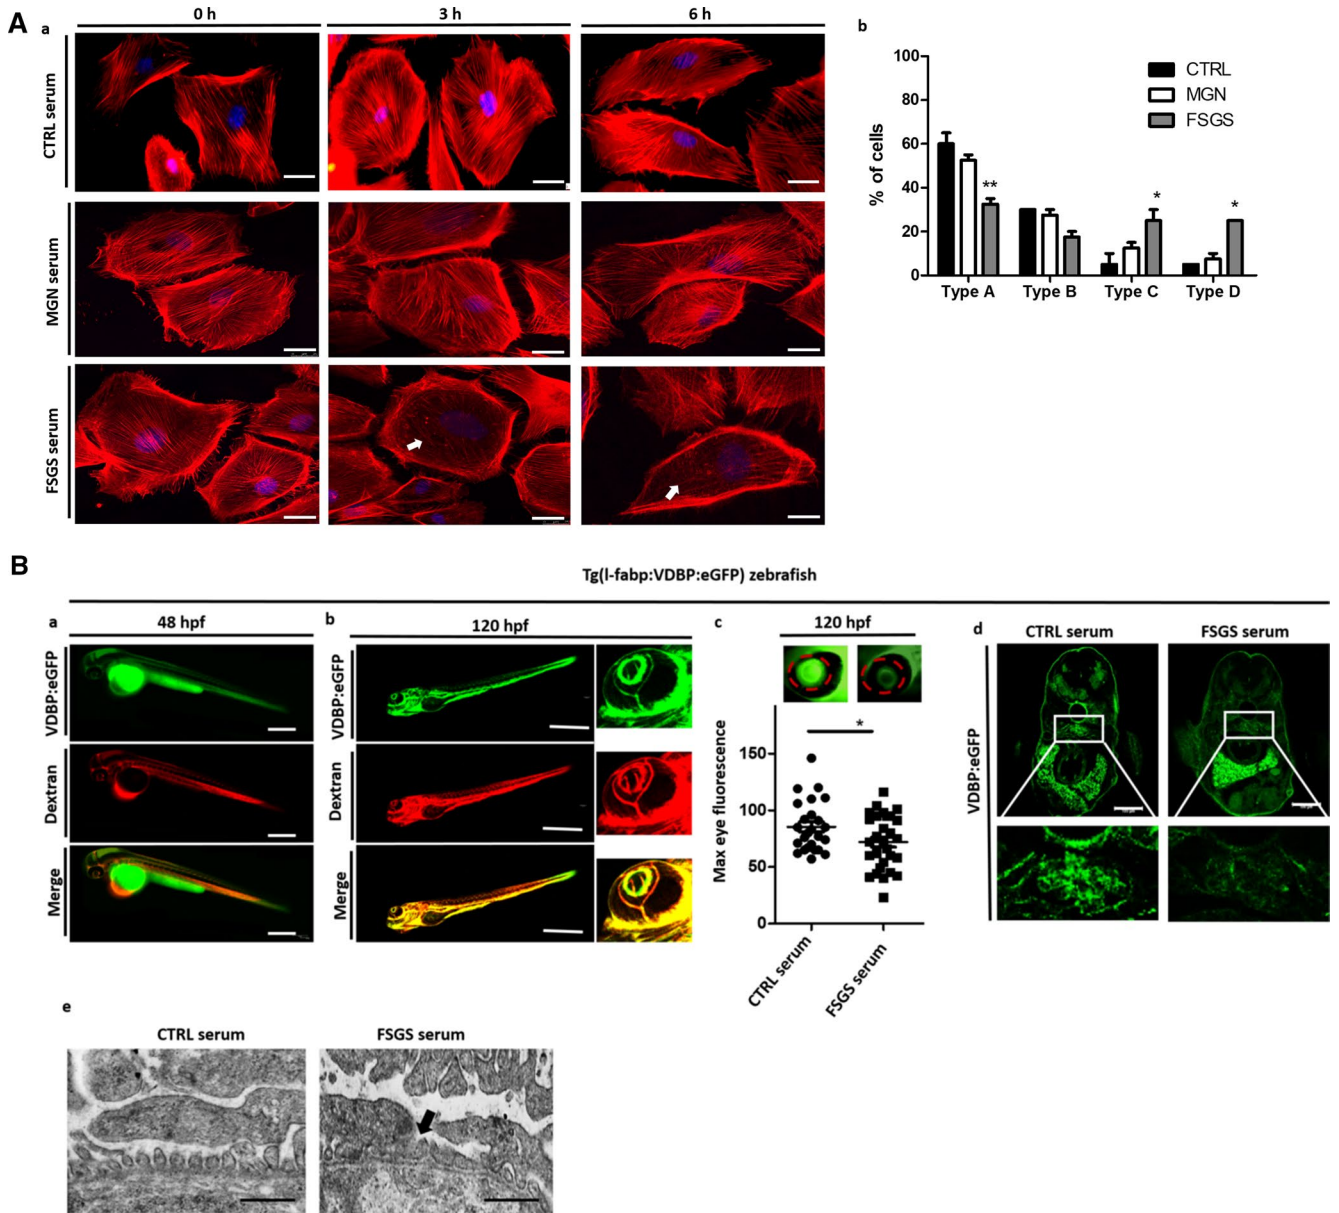 A
a
0 h
3 h
6 h
CTRL serum
MGN serum
FSGS serum
b
100
80
60
40
20
0
% of cells
CTRL
MGN
FSGS
**
*
*
Type A
Type B
Type C
Type D
B
Tg(l-fabp:VDBP:eGFP) zebrafish
a
48 hpf
VDBP:eGFP
Dextran
Merge
b
120 hpf
VDBP:eGFP
Dextran
Merge
c
120 hpf
*
Max eye fluorescence
150
100
50
0
CTRL serum
FSGS serum
d
CTRL serum
FSGS serum
VDBP:eGFP
e
CTRL serum
FSGS serum